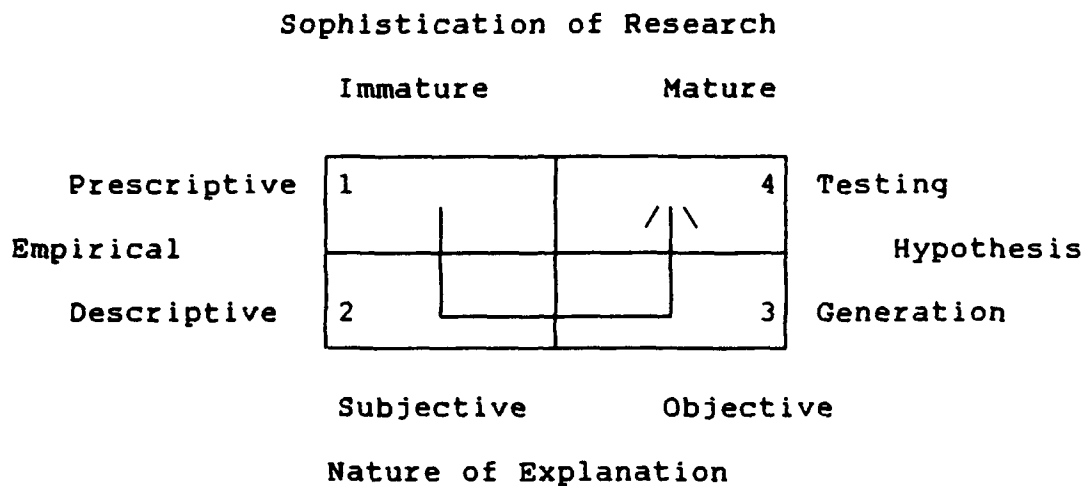 Sophistication of Research
Immature Mature
Prescriptive 1 4 Testing
Empirical Hypothesis
Descriptive 2 3 Generation
Subjective Objective
Nature of Explanation